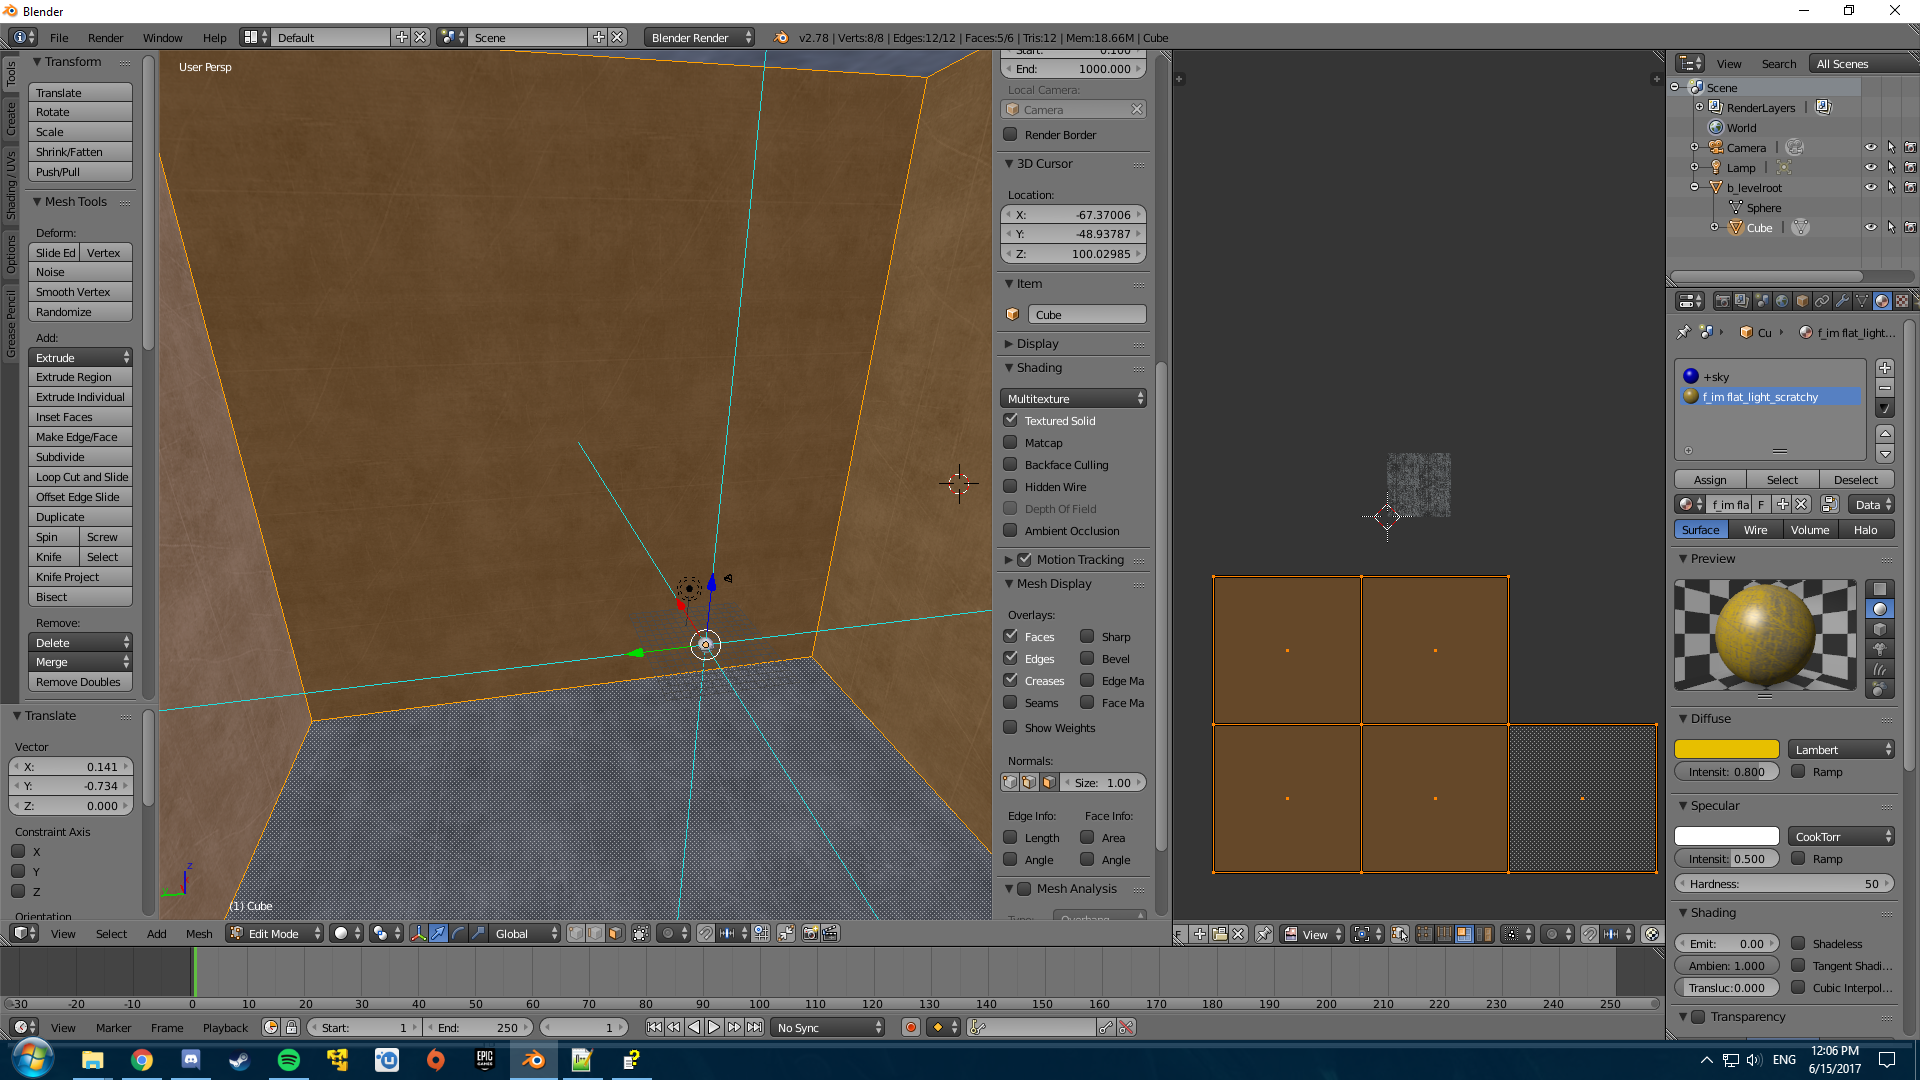 Blender
File Render Window Help Default Scene Blender Render v2.78 | Verts:8/8 | Edges:12/12 | Faces:5/6 | Tris:12 | Mem:18.66M | Cube
Tools
Create
Shading / UVs
Options
Grease Pencil
Transform
Translate
Rotate
Scale
Shrink/Fatten
Push/Pull
Mesh Tools
Deform:
Slide Ed Vertex
Noise
Smooth Vertex
Randomize
Add:
Extrude
Extrude Region
Extrude Individual
Inset Faces
Make Edge/Face
Subdivide
Loop Cut and Slide
Offset Edge Slide
Duplicate
Spin Screw
Knife Select
Knife Project
Bisect
Remove:
Delete
Merge
Remove Doubles
Translate
Vector
X: 0.141
Y: -0.734
Z: 0.000
Constraint Axis
X
Y
Z
Orientation
User Persp
z
y
(1) Cube
Start: 0.100
End: 1000.000
Local Camera:
Camera
Render Border
3D Cursor
Location:
X: -67.37006
Y: -48.93787
Z: 100.02985
Item
Cube
Display
Shading
Multitexture
Textured Solid
Matcap
Backface Culling
Hidden Wire
Depth Of Field
Ambient Occlusion
Motion Tracking
Mesh Display
Overlays:
Faces Sharp
Edges Bevel
Creases Edge Ma
Seams Face Ma
Show Weights
Normals:
Size: 1.00
Edge Info: Face Info:
Length Area
Angle Angle
Mesh Analysis
Type: Overhang
View Select Add Mesh Edit Mode Global
F View
View Search All Scenes
Scene
RenderLayers |
World
Camera |
Lamp |
b_levelroot
Sphere
Cube |
Cu f_im flat_light...
+sky
f_im flat_light_scratchy
Assign Select Deselect
f_im fla F Data
Surface Wire Volume Halo
Preview
Diffuse
Lambert
Intensit: 0.800 Ramp
Specular
CookTorr
Intensit: 0.500 Ramp
Hardness: 50
Shading
Emit: 0.00 Shadeless
Ambien: 1.000 Tangent Shadi...
Transluc:0.000 Cubic Interpol...
Transparency
-30 -20 -10 0 10 20 30 40 50 60 70 80 90 100 110 120 130 140 150 160 170 180 190 200 210 220 230 240 250
View Marker Frame Playback Start: 1 End: 250 1 No Sync
EPIC GAMES
ENG
12:06 PM
6/15/2017